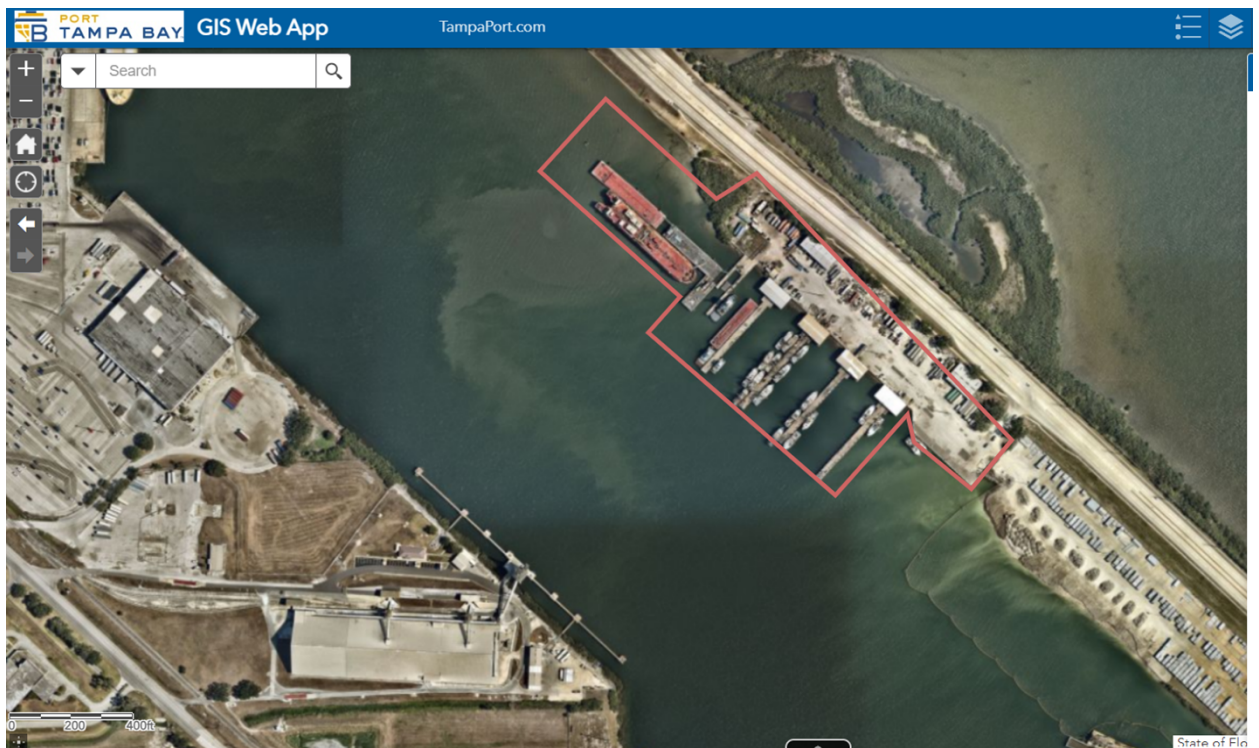 PORT
TAMPA BAY
GIS Web App
TampaPort.com
Search
0 200 400ft
State of Flo